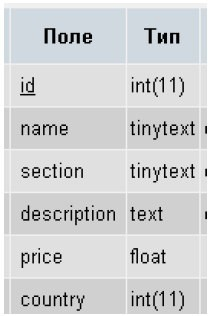 Поле Тип
id int(11)
name tinytext
section tinytext
description text
price float
country int(11)